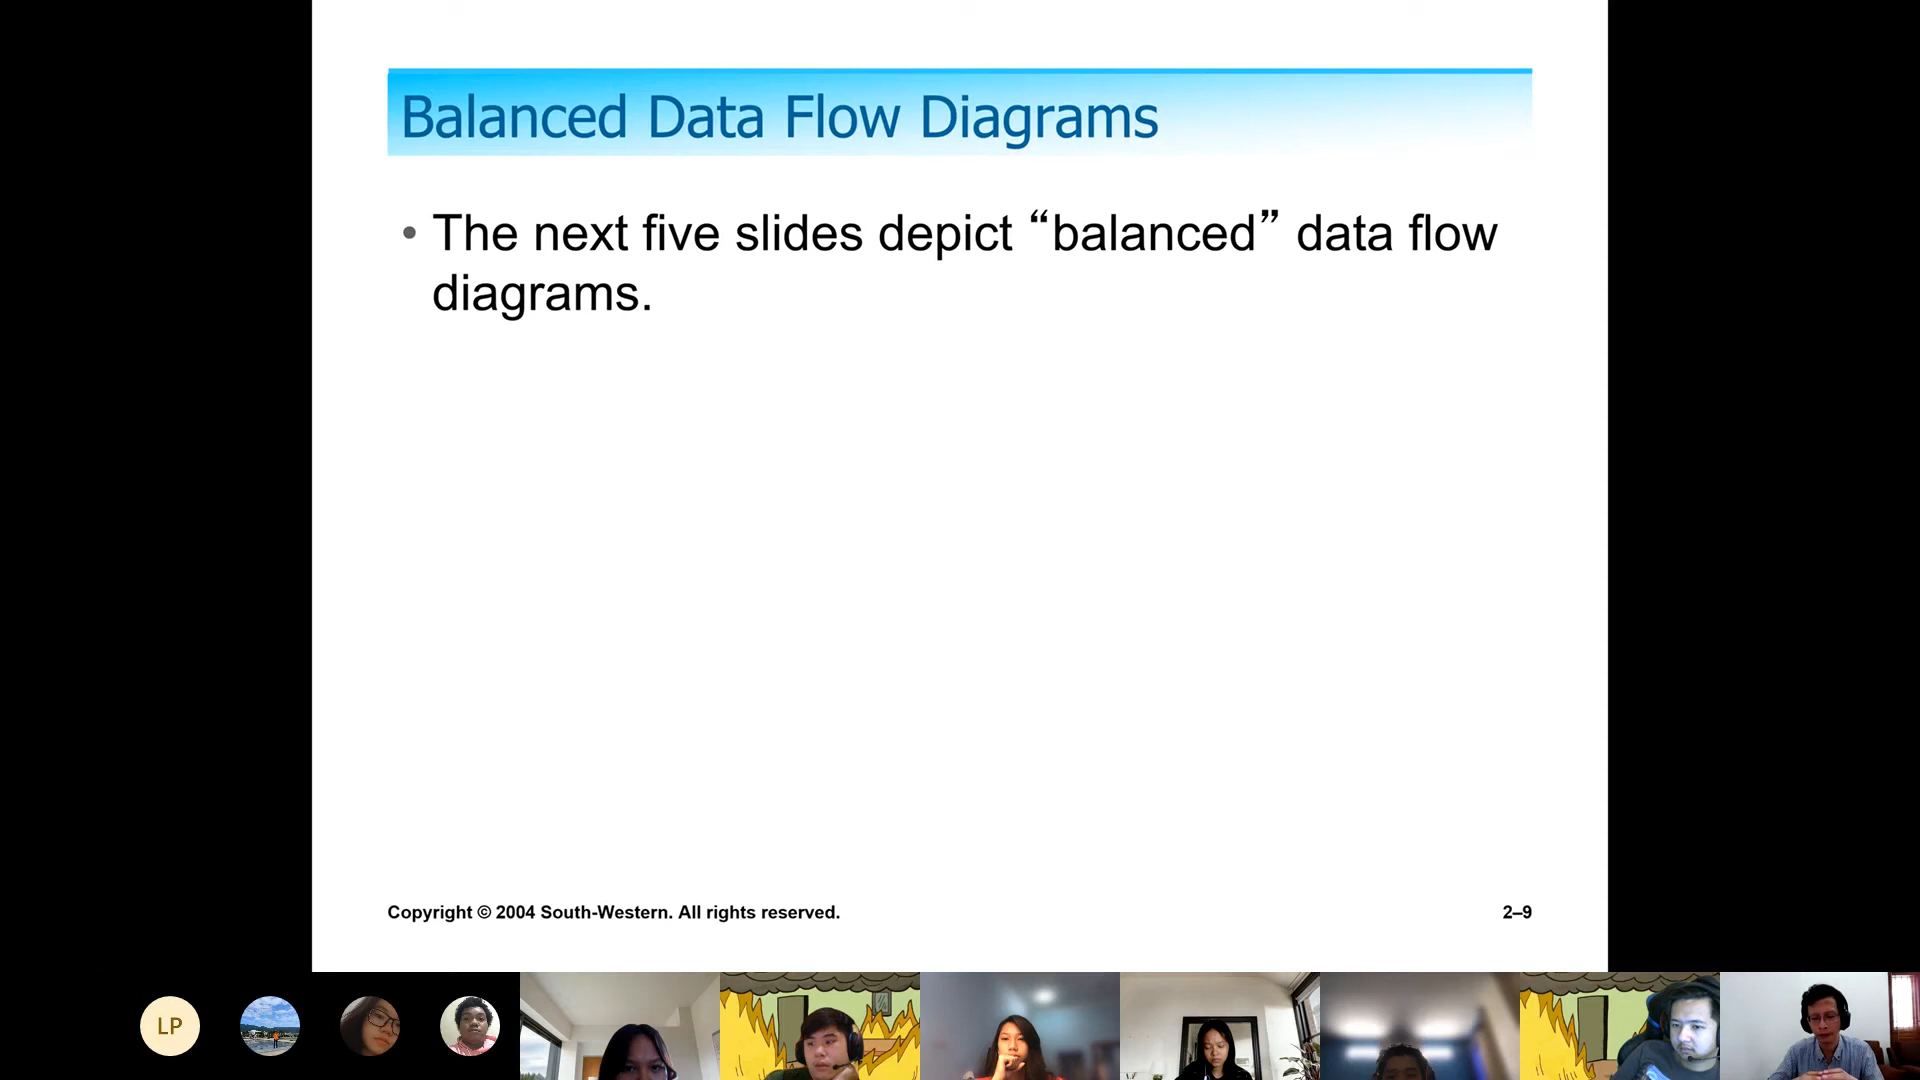 Balanced Data Flow Diagrams
• The next five slides depict “balanced” data flow
diagrams.
Copyright © 2004 South-Western. All rights reserved.
2–9
LP